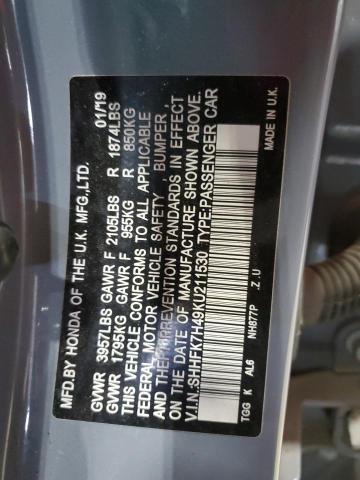 MFD.BY HONDA OF THE U.K. MFG.,LTD. 01/19
GVWR 3957LBS GAWR F 2105LBS R 1874LBS
GVWR 1795KG GAWR F 955KG R 850KG
THIS VEHICLE CONFORMS TO ALL APPLICABLE
FEDERAL MOTOR VEHICLE SAFETY, BUMPER,
AND THEFT PREVENTION STANDARDS IN EFFECT
ON THE DATE OF MANUFACTURE SHOWN ABOVE.
V.I.N.:SHHFK7H49KU211530 TYPE:PASSENGER CAR
TGG K AL6 NH877P .Z.U MADE IN U.K.